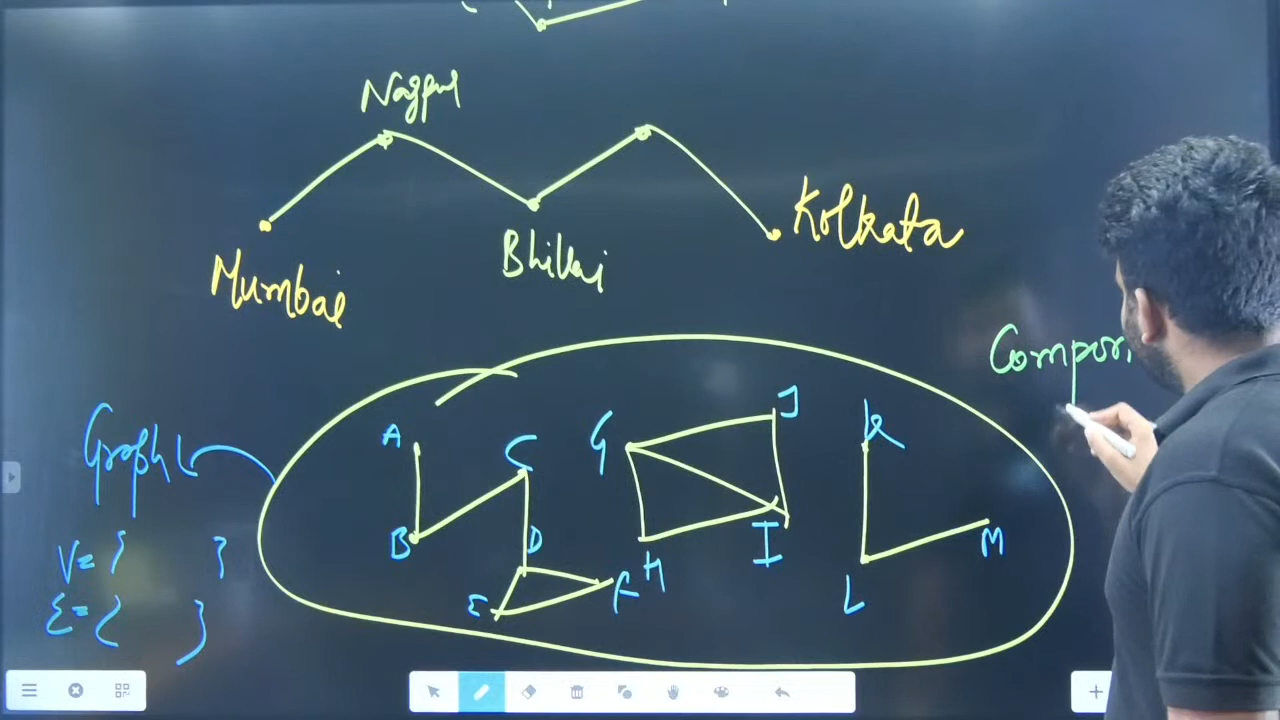 Nagpur
Mumbai
Bhilai
Kolkata
Compon
Graph
V = { }
E = { }
A
B
C
D
E
F
G
H
I
J
K
L
M